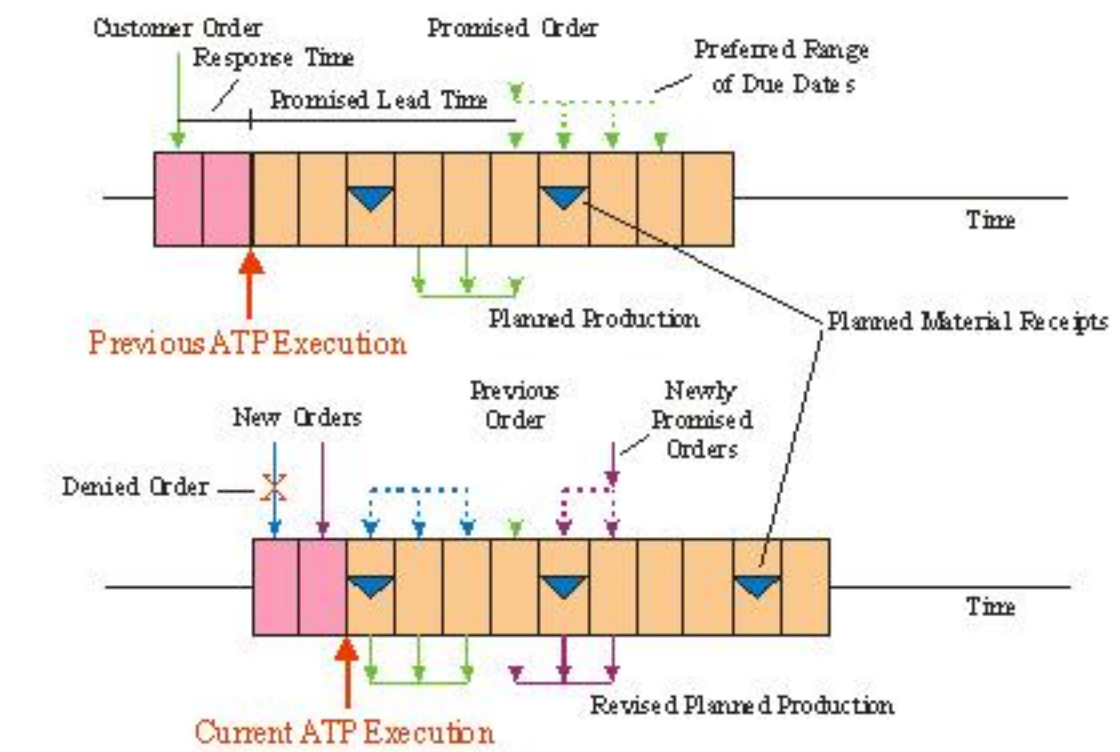 Customer Order
Promised Order
Response Time
Preferred Range
of Due Dates
Promised Lead Time
Time
Planned Production
Planned Material Receipts
Previous ATP Execution
New Orders
Previous
Order
Newly
Promised
Orders
Denied Order
Time
Revised Planned Production
Current ATP Execution